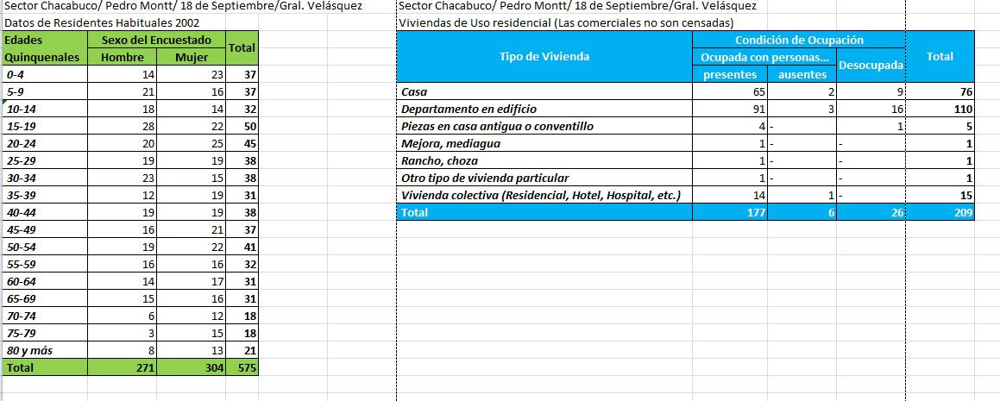 Sector Chacabuco/ Pedro Montt/ 18 de Septiembre/Gral. Velásquez
Datos de Residentes Habituales 2002
Edades Quinquenales Sexo del Encuestado Total
Hombre Mujer
0-4 14 23 37
5-9 21 16 37
10-14 18 14 32
15-19 28 22 50
20-24 20 25 45
25-29 19 19 38
30-34 23 15 38
35-39 12 19 31
40-44 19 19 38
45-49 16 21 37
50-54 19 22 41
55-59 16 16 32
60-64 14 17 31
65-69 15 16 31
70-74 6 12 18
75-79 3 15 18
80 y más 8 13 21
Total 271 304 575
Sector Chacabuco/ Pedro Montt/ 18 de Septiembre/Gral. Velásquez
Viviendas de Uso residencial (Las comerciales no son censadas)
Tipo de Vivienda Condición de Ocupación Total
Ocupada con personas... Desocupada
presentes ausentes
Casa 65 2 9 76
Departamento en edificio 91 3 16 110
Piezas en casa antigua o conventillo 4 - 1 5
Mejora, mediagua 1 - - 1
Rancho, choza 1 - - 1
Otro tipo de vivienda particular 1 - - 1
Vivienda colectiva (Residencial, Hotel, Hospital, etc.) 14 1 - 15
Total 177 6 26 209